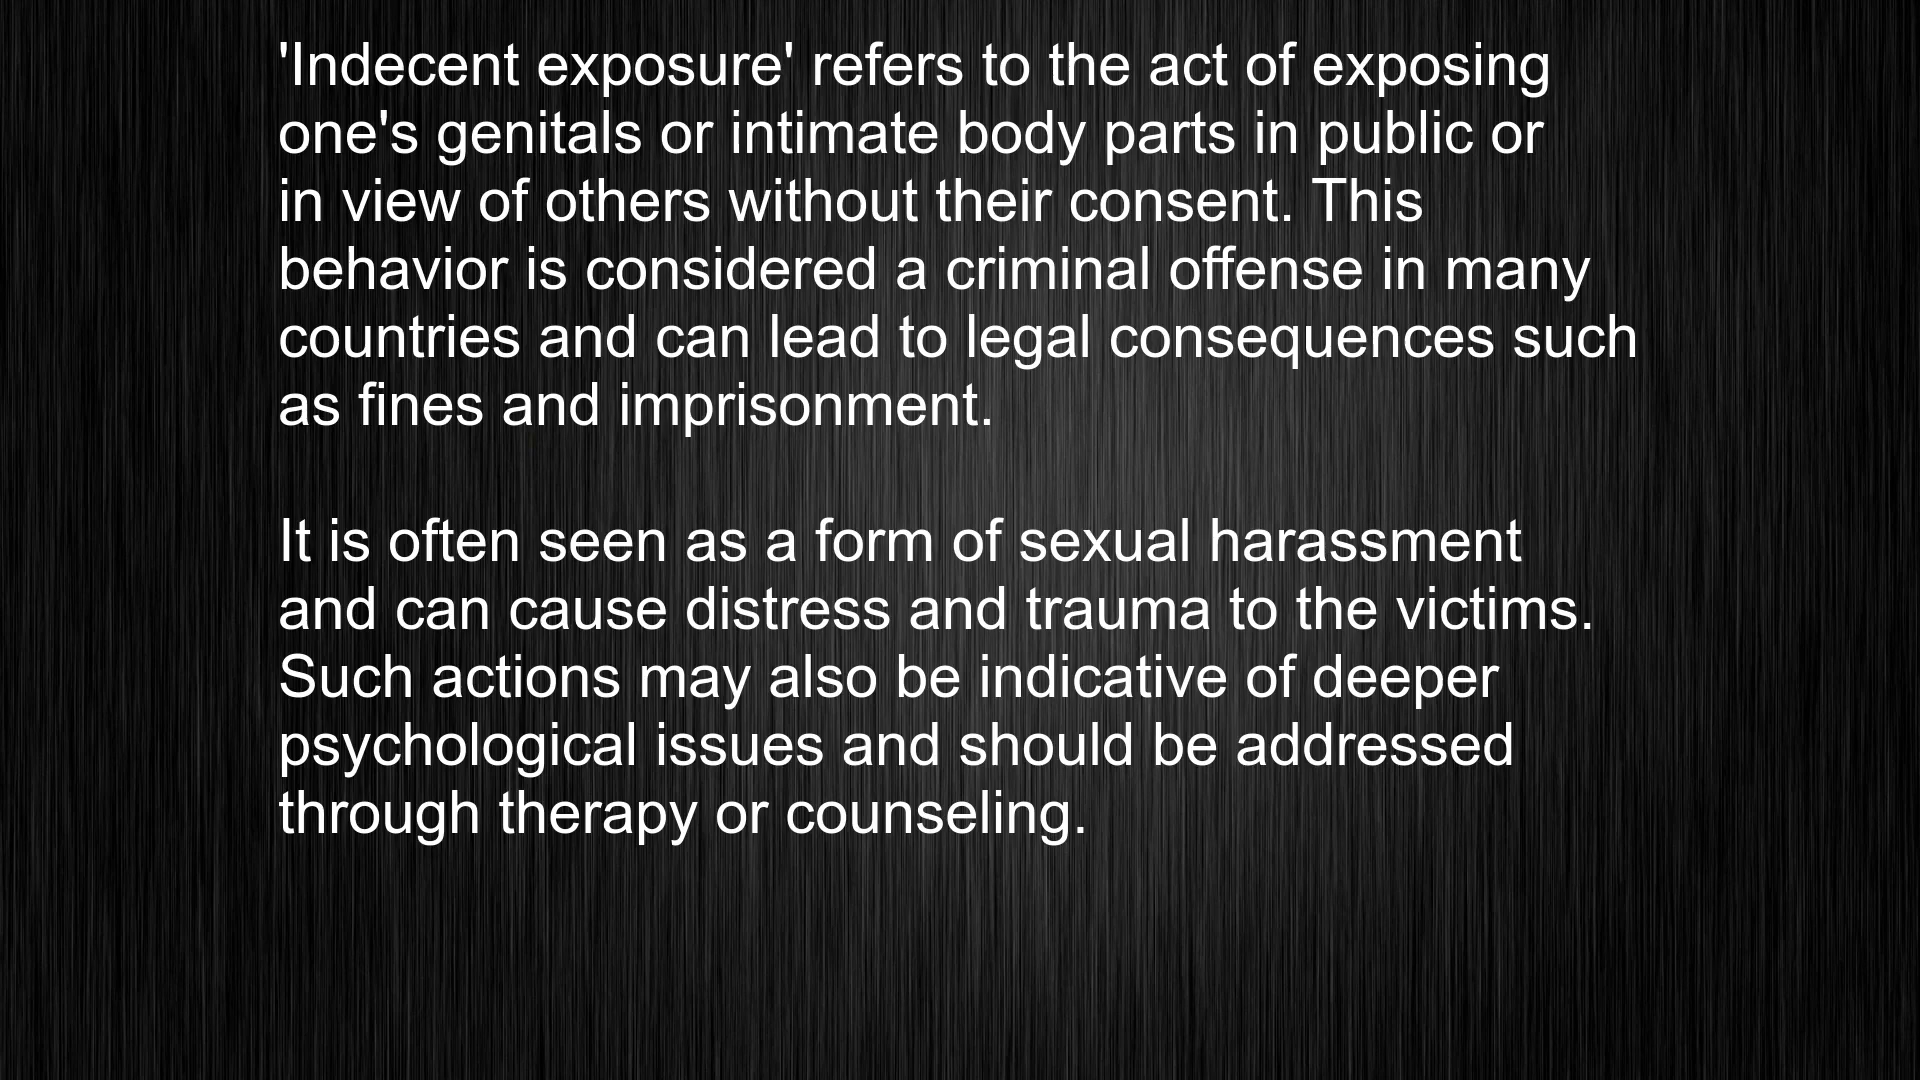 'Indecent exposure' refers to the act of exposing
one's genitals or intimate body parts in public or
in view of others without their consent. This
behavior is considered a criminal offense in many
countries and can lead to legal consequences such
as fines and imprisonment.
It is often seen as a form of sexual harassment
and can cause distress and trauma to the victims.
Such actions may also be indicative of deeper
psychological issues and should be addressed
through therapy or counseling.